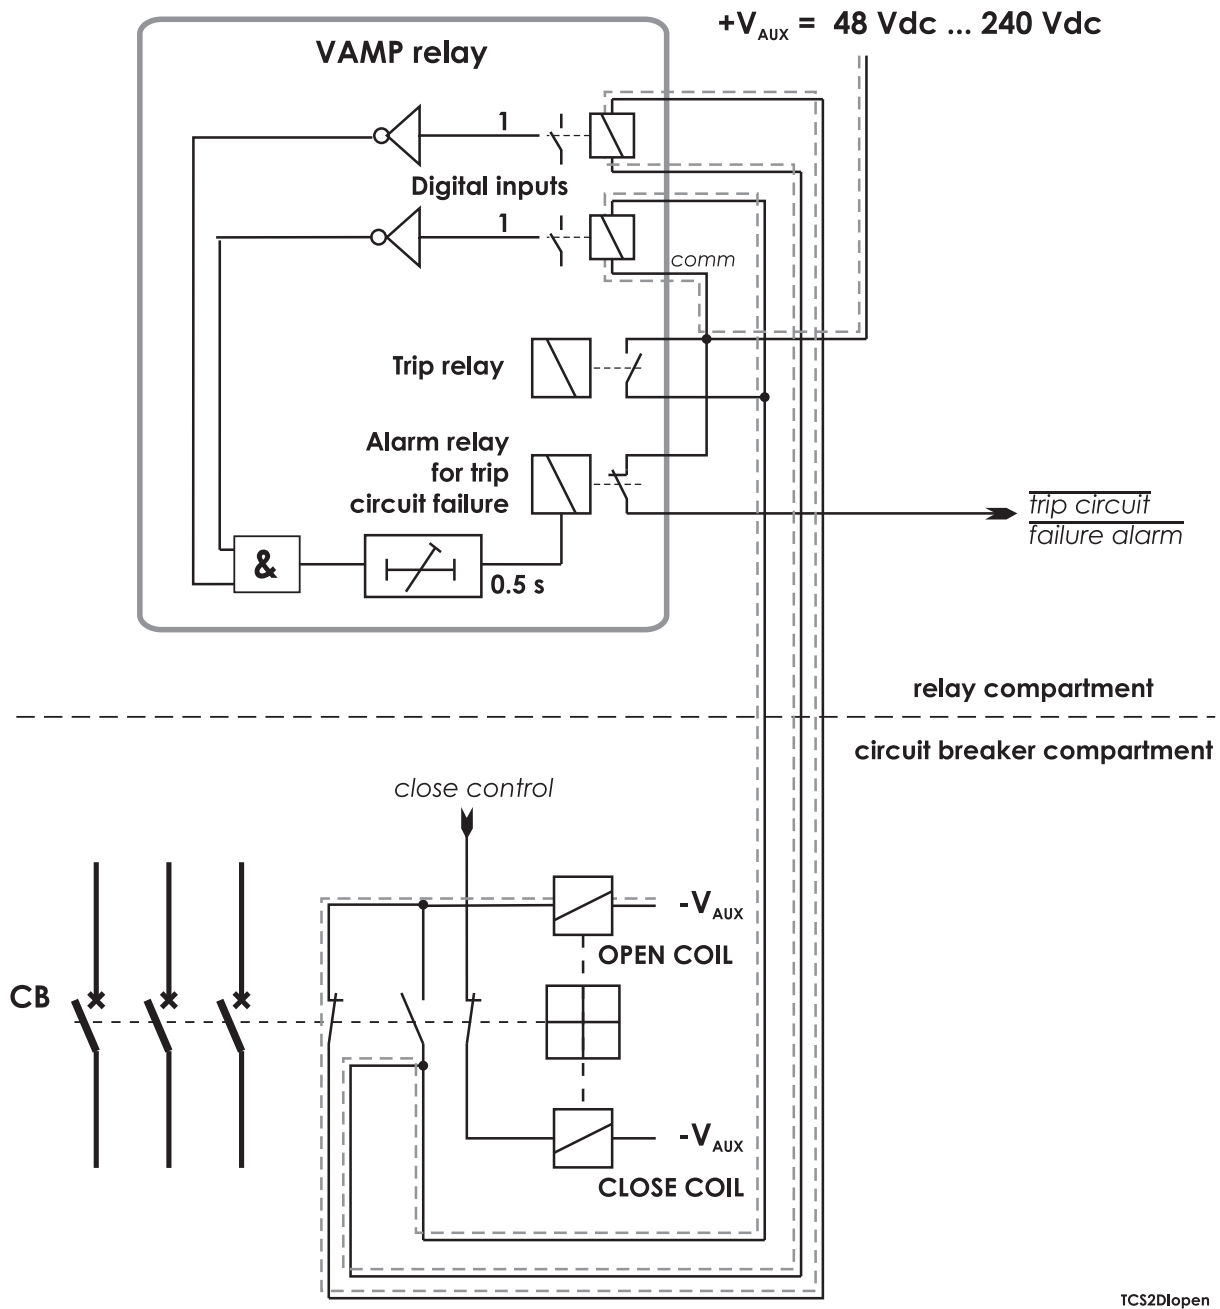 +VAUX = 48 Vdc ... 240 Vdc
VAMP relay
1
Digital inputs
1
comm
Trip relay
Alarm relay
for trip
circuit failure
trip circuit
failure alarm
&
0.5 s
relay compartment
circuit breaker compartment
close control
-VAUX
OPEN COIL
CB
-VAUX
CLOSE COIL
TCS2DIopen